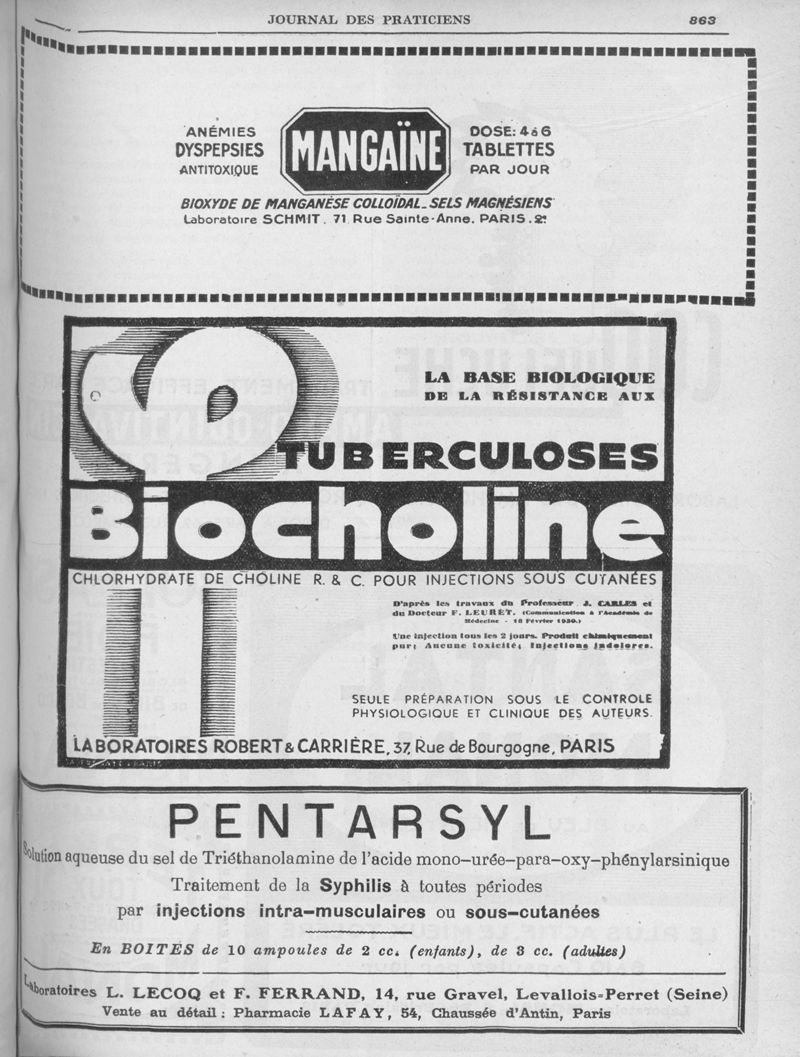 JOURNAL DES PRATICIENS 863
ANÉMIES
DYSPEPSIES
ANTITOXIQUE
MANGAÏNE
DOSE: 4 à 6
TABLETTES
PAR JOUR
BIOXYDE DE MANGANÈSE COLLOÏDAL_SELS MAGNÉSIENS
Laboratoire SCHMIT. 71 Rue Sainte-Anne. PARIS. 2e
LA BASE BIOLOGIQUE
DE LA RÉSISTANCE AUX
TUBERCULOSES
Biocholine
CHLORHYDRATE DE CHOLINE R. & C. POUR INJECTIONS SOUS CUTANÉES
D'après les travaux du Professeur J. CARLES et
du Docteur F. LEURET. (Communication à l'Académie de
Médecine - 18 Février 1930.)
Une injection tous les 2 jours. Produit chimiquement
pur; Aucune toxicité; Injections indolores.
SEULE PRÉPARATION SOUS LE CONTROLE
PHYSIOLOGIQUE ET CLINIQUE DES AUTEURS.
LABORATOIRES ROBERT & CARRIÈRE, 37, Rue de Bourgogne, PARIS
PENTARSYL
Solution aqueuse du sel de Triéthanolamine de l'acide mono-urée-para-oxy-phénylarsinique
Traitement de la Syphilis à toutes périodes
par injections intra-musculaires ou sous-cutanées
En BOITES de 10 ampoules de 2 cc. (enfants), de 3 cc. (adultes)
Laboratoires L. LECOQ et F. FERRAND, 14, rue Gravel, Levallois-Perret (Seine)
Vente au détail : Pharmacie LAFAY, 54, Chaussée d'Antin, Paris